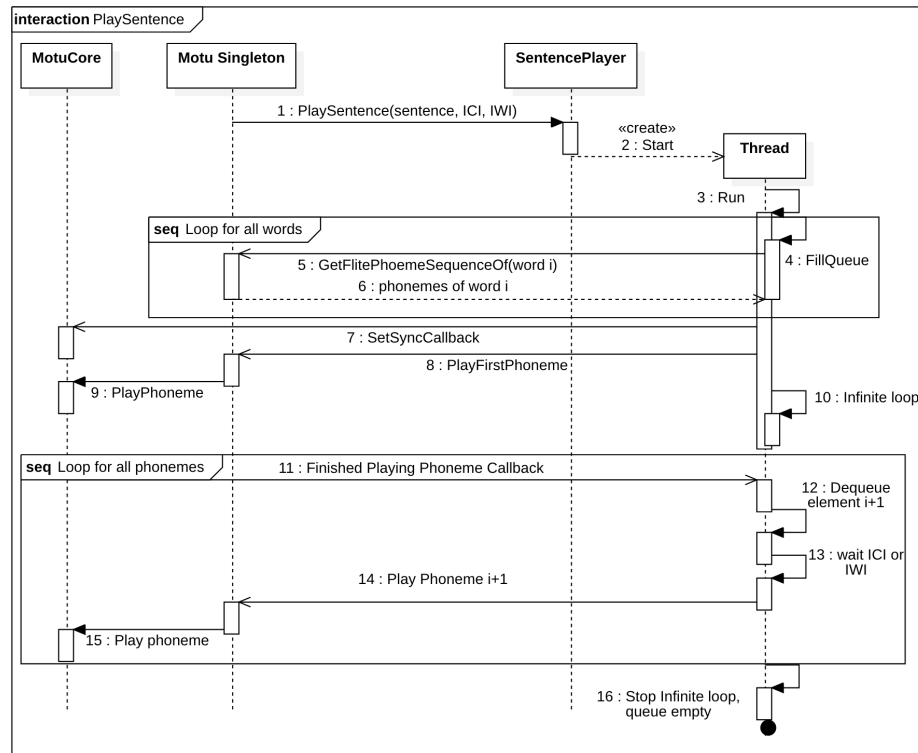 interaction PlaySentence
MotuCore
Motu Singleton
SentencePlayer
1 : PlaySentence(sentence, ICI, IWI)
«create»
2 : Start
Thread
3 : Run
seq Loop for all words
4 : FillQueue
5 : GetFlitePhoemeSequenceOf(word i)
6 : phonemes of word i
7 : SetSyncCallback
8 : PlayFirstPhoneme
9 : PlayPhoneme
10 : Infinite loop
seq Loop for all phonemes
11 : Finished Playing Phoneme Callback
12 : Dequeue
element i+1
13 : wait ICI or
IWI
14 : Play Phoneme i+1
15 : Play phoneme
16 : Stop Infinite loop,
queue empty